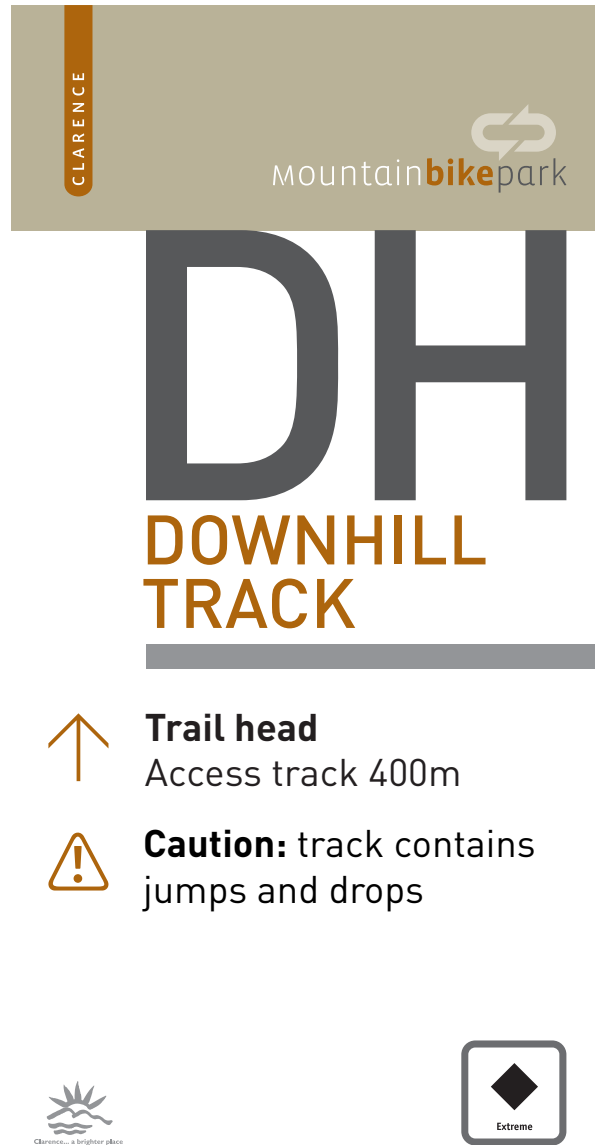 CLARENCE
Mountainbikepark
DH
DOWNHILL
TRACK
Trail head
Access track 400m
Caution: track contains
jumps and drops
Clarence... a brighter place
Extreme